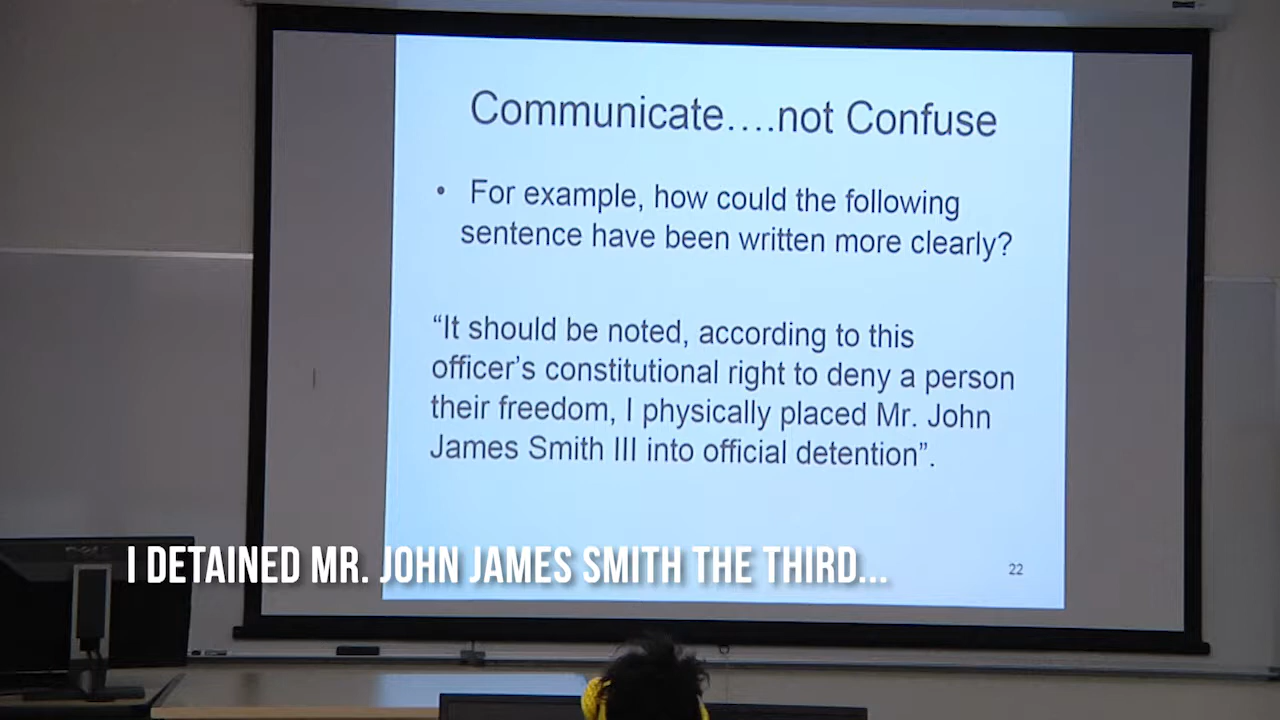 Communicate....not Confuse
• For example, how could the following
sentence have been written more clearly?
“It should be noted, according to this
officer’s constitutional right to deny a person
their freedom, I physically placed Mr. John
James Smith III into official detention”.
I DETAINED MR. JOHN JAMES SMITH THE THIRD...
22